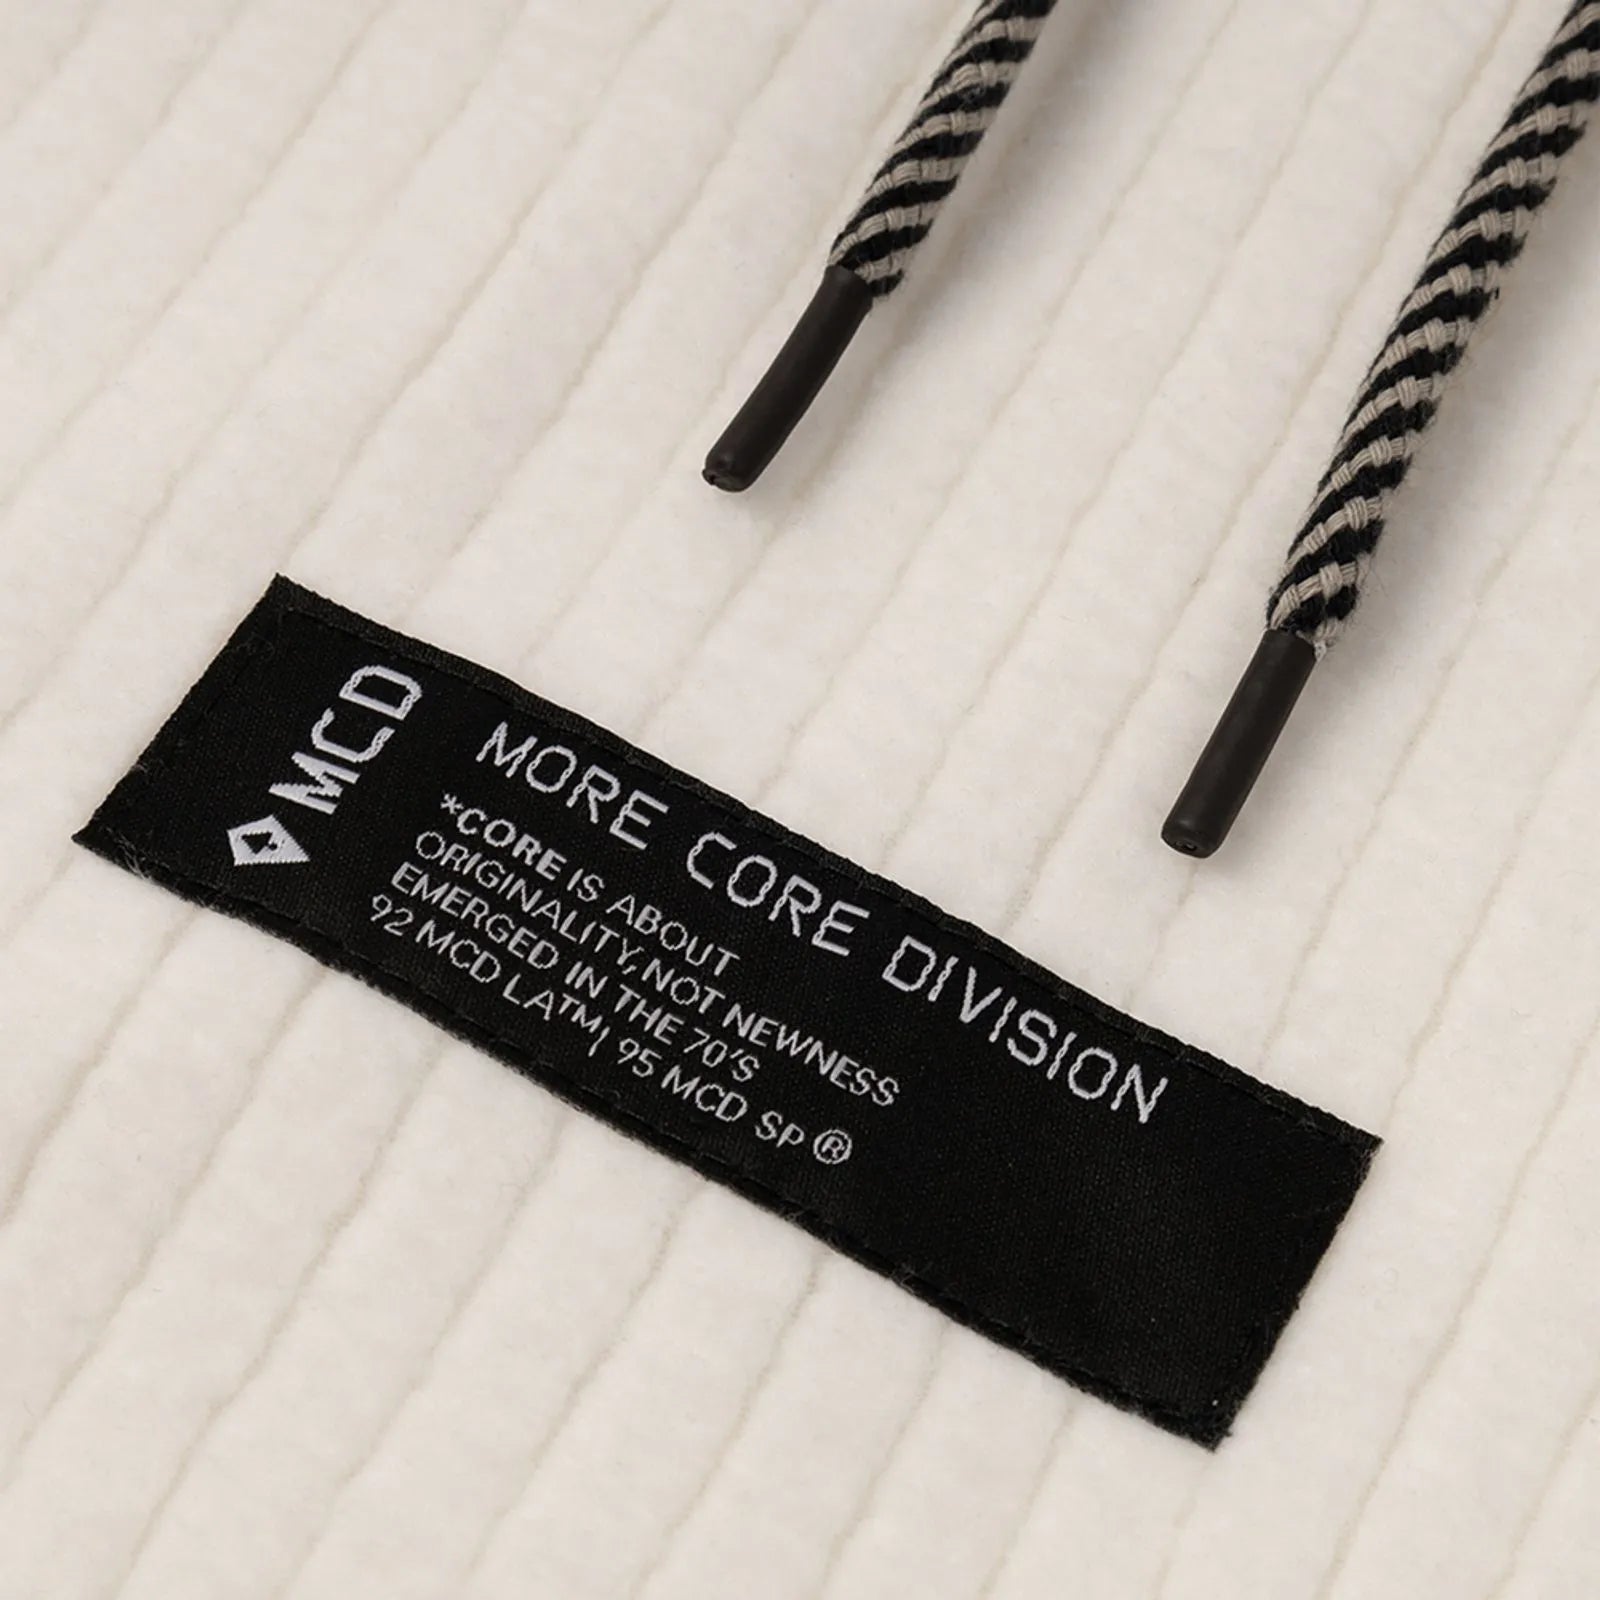 MCD
MORE CORE DIVISION
*CORE IS ABOUT
ORIGINALITY, NOT NEWNESS
EMERGED IN THE 70'S
92 MCD LA™| 95 MCD SP ®